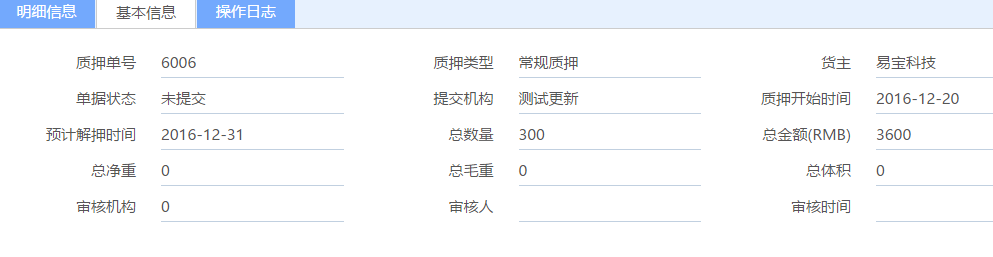 明细信息 基本信息 操作日志
质押单号 6006 质押类型 常规质押 货主 易宝科技
单据状态 未提交 提交机构 测试更新 质押开始时间 2016-12-20
预计解押时间 2016-12-31 总数量 300 总金额(RMB) 3600
总净重 0 总毛重 0 总体积 0
审核机构 0 审核人 审核时间